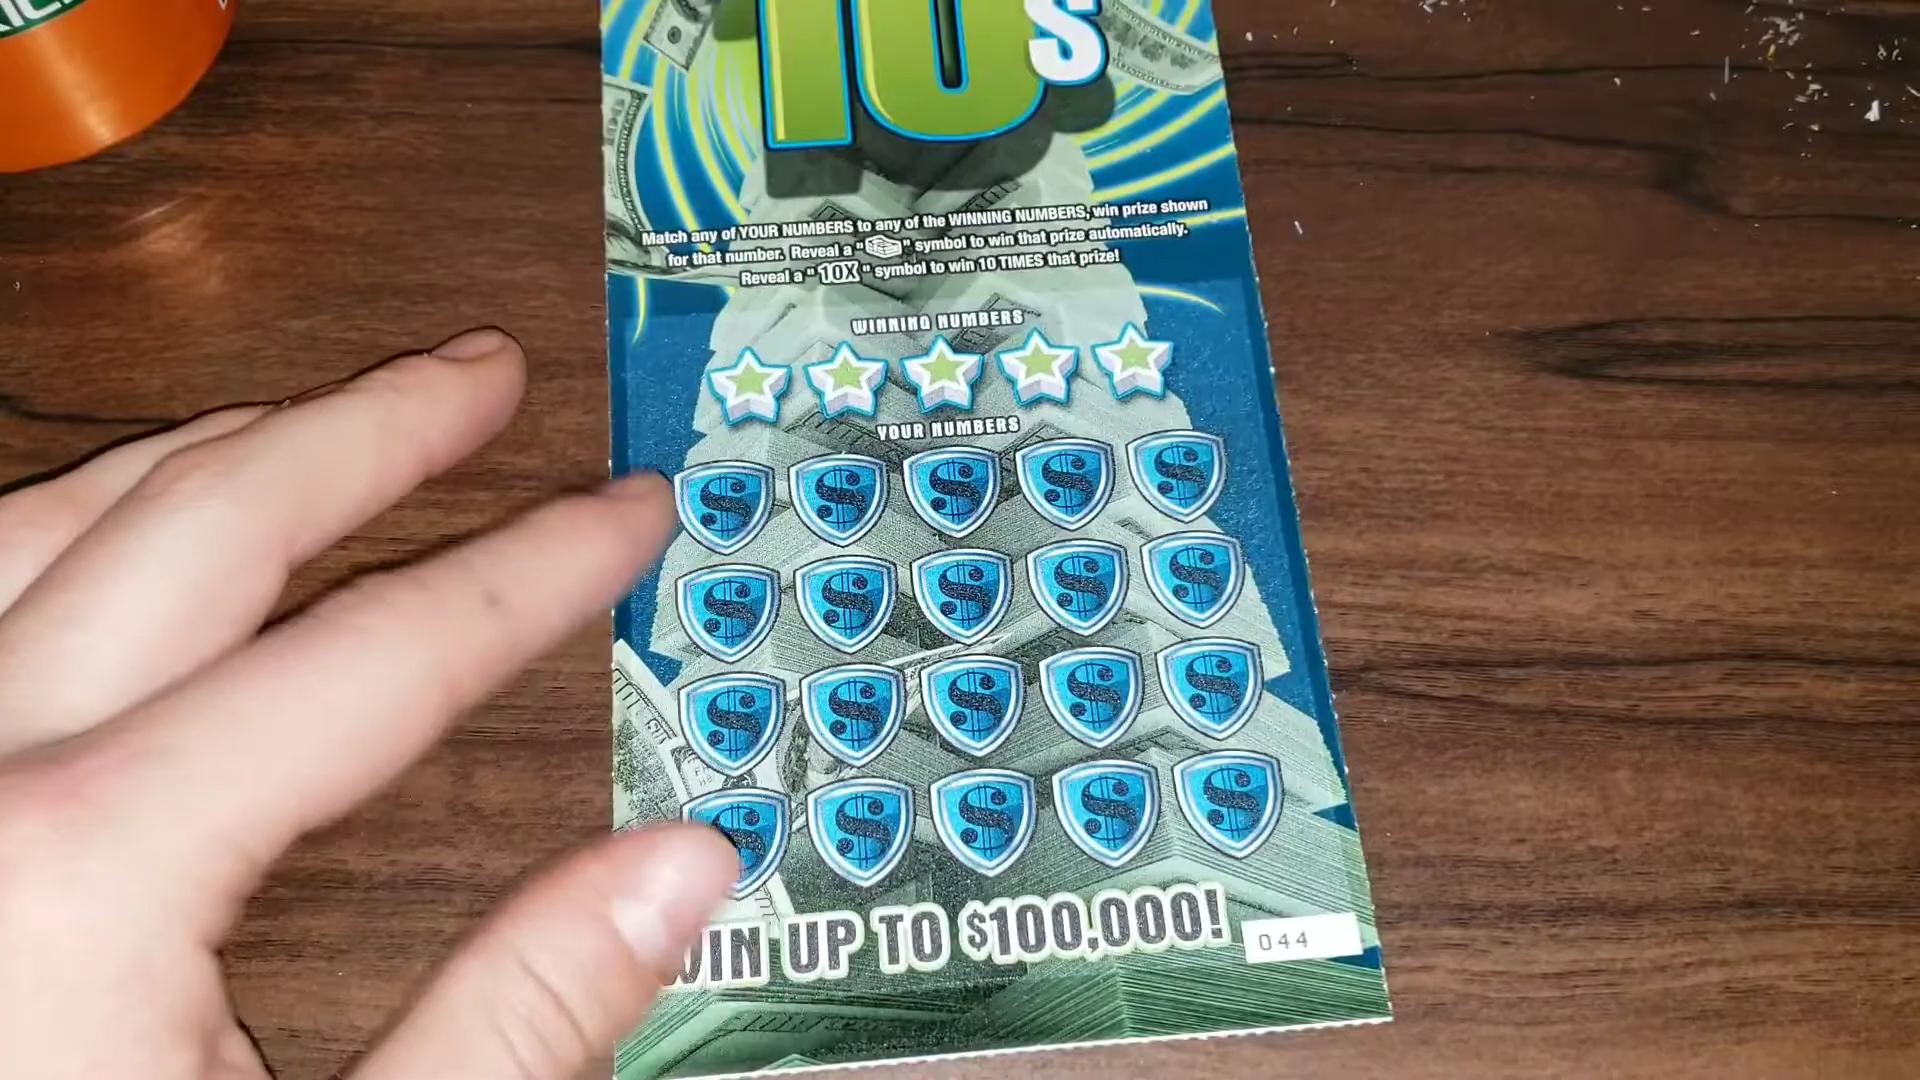 10s
Match any of YOUR NUMBERS to any of the WINNING NUMBERS, win prize shown
for that number. Reveal a " " symbol to win that prize automatically.
Reveal a "10X" symbol to win 10 TIMES that prize!
WINNING NUMBERS
YOUR NUMBERS
$ $ $ $ $
$ $ $ $ $
$ $ $ $ $
$ $ $ $ $
WIN UP TO $100,000!
044